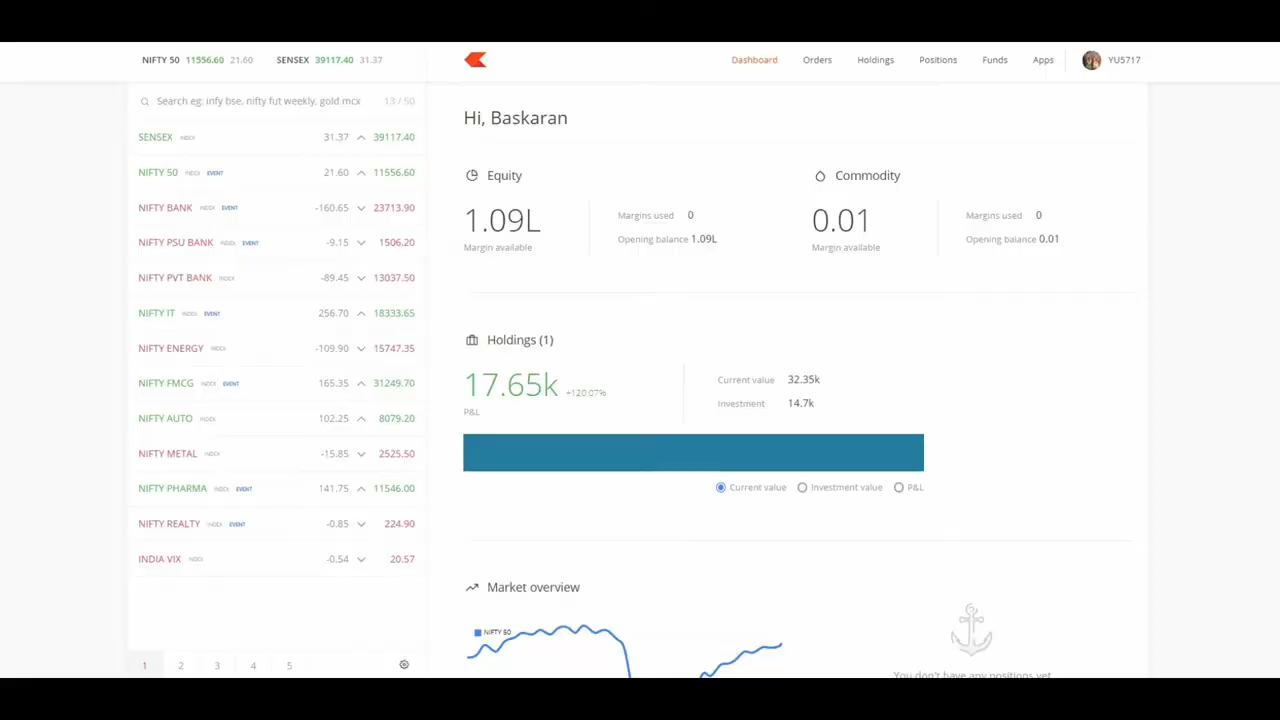 NIFTY 50 11556.60 21.60 SENSEX 39117.40 31.37
Dashboard Orders Holdings Positions Funds Apps YU5717
Search eg: infy bse, nifty fut weekly, gold mcx 13 / 50
SENSEX INDEX 31.37 39117.40
NIFTY 50 INDEX EVENT 21.60 11556.60
NIFTY BANK INDEX EVENT -160.65 23713.90
NIFTY PSU BANK INDEX EVENT -9.15 1506.20
NIFTY PVT BANK INDEX -89.45 13037.50
NIFTY IT INDEX EVENT 256.70 18333.65
NIFTY ENERGY INDEX -109.90 15747.35
NIFTY FMCG INDEX EVENT 165.35 31249.70
NIFTY AUTO INDEX 102.25 8079.20
NIFTY METAL INDEX -15.85 2525.50
NIFTY PHARMA INDEX EVENT 141.75 11546.00
NIFTY REALTY INDEX EVENT -0.85 224.90
INDIA VIX INDEX -0.54 20.57
1 2 3 4 5
Hi, Baskaran
Equity
1.09L
Margin available
Margins used 0
Opening balance 1.09L
Commodity
0.01
Margin available
Margins used 0
Opening balance 0.01
Holdings (1)
17.65k +120.07%
P&L
Current value 32.35k
Investment 14.7k
Current value Investment value P&L
Market overview
NIFTY 50
You don't have any positions yet